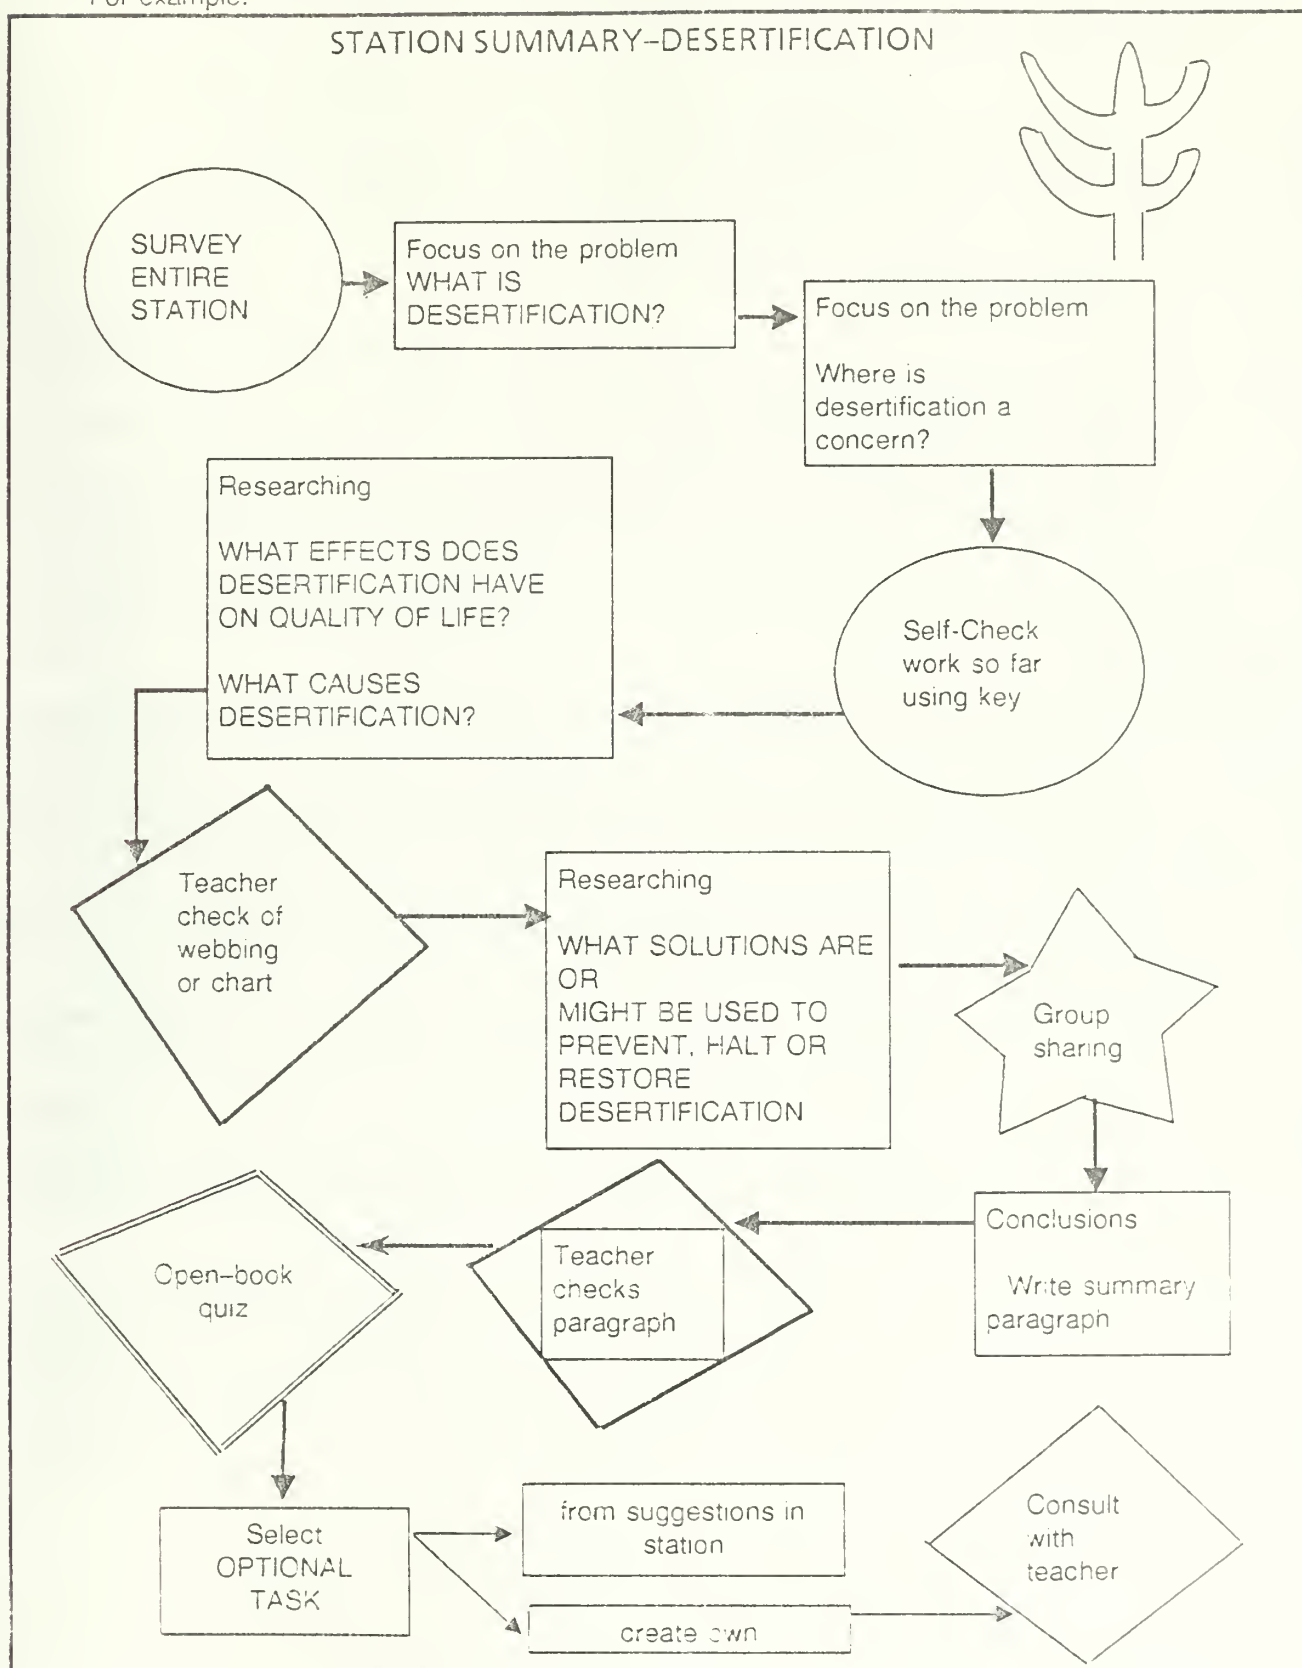 For example:
STATION SUMMARY–DESERTIFICATION
SURVEY
ENTIRE
STATION
Focus on the problem
WHAT IS
DESERTIFICATION?
Focus on the problem
Where is
desertification a
concern?
Self-Check
work so far
using key
Researching
WHAT EFFECTS DOES
DESERTIFICATION HAVE
ON QUALITY OF LIFE?
WHAT CAUSES
DESERTIFICATION?
Teacher
check of
webbing
or chart
Researching
WHAT SOLUTIONS ARE
OR
MIGHT BE USED TO
PREVENT, HALT OR
RESTORE
DESERTIFICATION
Group
sharing
Conclusions
Write summary
paragraph
Teacher
checks
paragraph
Open–book
quiz
Select
OPTIONAL
TASK
from suggestions in
station
create own
Consult
with
teacher